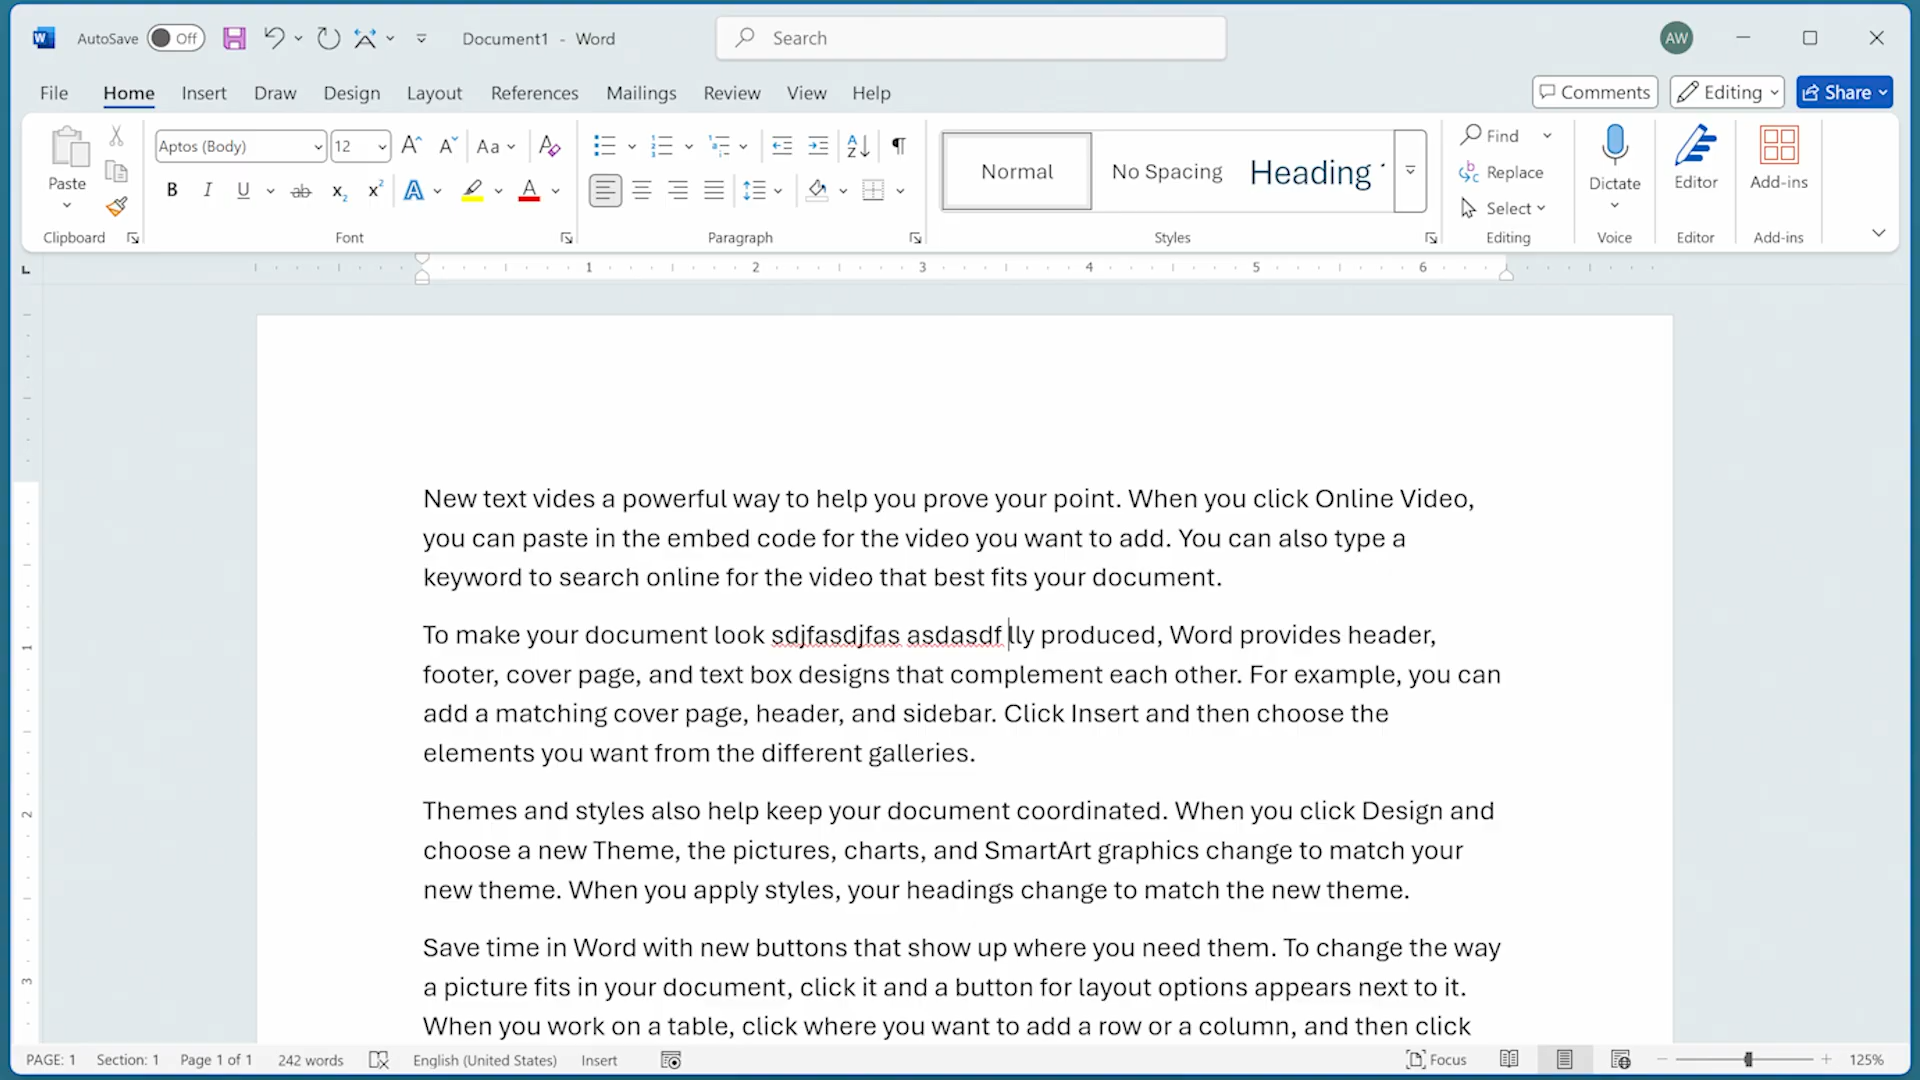 AutoSave Off Document1 - Word Search AW
File Home Insert Draw Design Layout References Mailings Review View Help Comments Editing Share
Paste Aptos (Body) 12 Aa Normal No Spacing Heading Find Replace Select Dictate Editor Add-ins
B I U ab x2 x2 A A
Clipboard Font Paragraph Styles Editing Voice Editor Add-ins
1 2 3 4 5 6
New text vides a powerful way to help you prove your point. When you click Online Video,
you can paste in the embed code for the video you want to add. You can also type a
keyword to search online for the video that best fits your document.
To make your document look sdjfasdjfas asdasdf lly produced, Word provides header,
footer, cover page, and text box designs that complement each other. For example, you can
add a matching cover page, header, and sidebar. Click Insert and then choose the
elements you want from the different galleries.
Themes and styles also help keep your document coordinated. When you click Design and
choose a new Theme, the pictures, charts, and SmartArt graphics change to match your
new theme. When you apply styles, your headings change to match the new theme.
Save time in Word with new buttons that show up where you need them. To change the way
a picture fits in your document, click it and a button for layout options appears next to it.
When you work on a table, click where you want to add a row or a column, and then click
1
2
3
PAGE: 1 Section: 1 Page 1 of 1 242 words English (United States) Insert Focus 125%